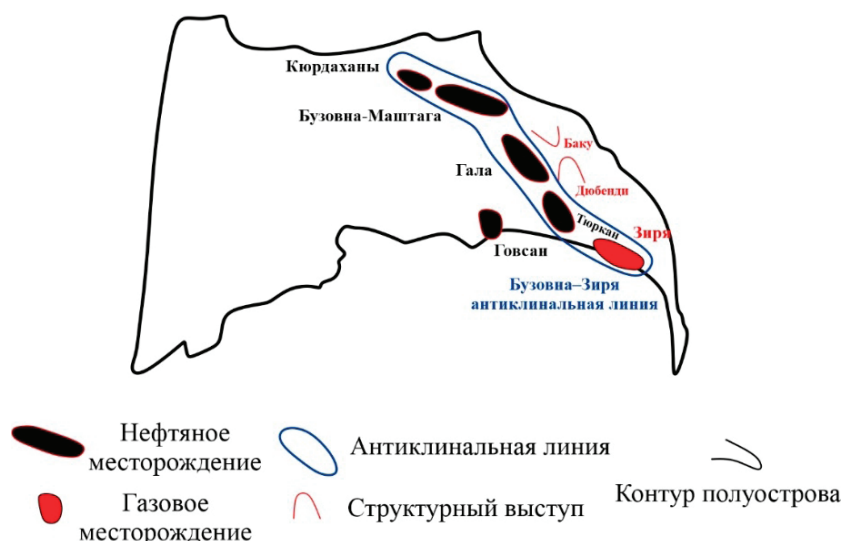 Кюрдаханы
Бузовна-Маштага
Баку
Гала
Дюбенди
Тюркан
Зиря
Говсан
Бузовна–Зиря
антиклинальная линия
Нефтяное
месторождение
Антиклинальная линия
Газовое
месторождение
Структурный выступ
Контур полуострова